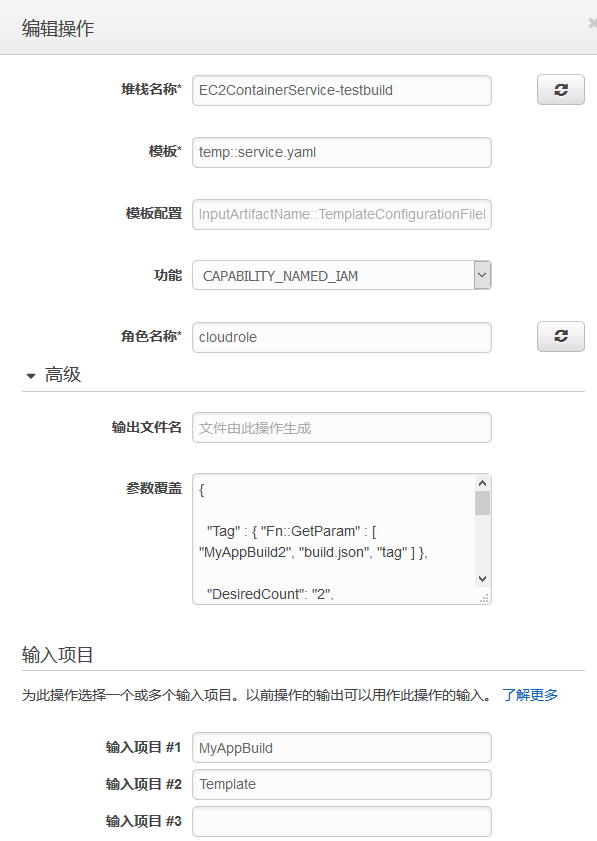 编辑操作
堆栈名称* EC2ContainerService-testbuild
模板* temp::service.yaml
模板配置 InputArtifactName::TemplateConfigurationFile
功能 CAPABILITY_NAMED_IAM
角色名称* cloudrole
高级
输出文件名 文件由此操作生成
参数覆盖 {
"Tag" : { "Fn::GetParam" : [
"MyAppBuild2", "build.json", "tag" ] },
"DesiredCount": "2",
输入项目
为此操作选择一个或多个输入项目。以前操作的输出可以用作此操作的输入。 了解更多
输入项目 #1 MyAppBuild
输入项目 #2 Template
输入项目 #3